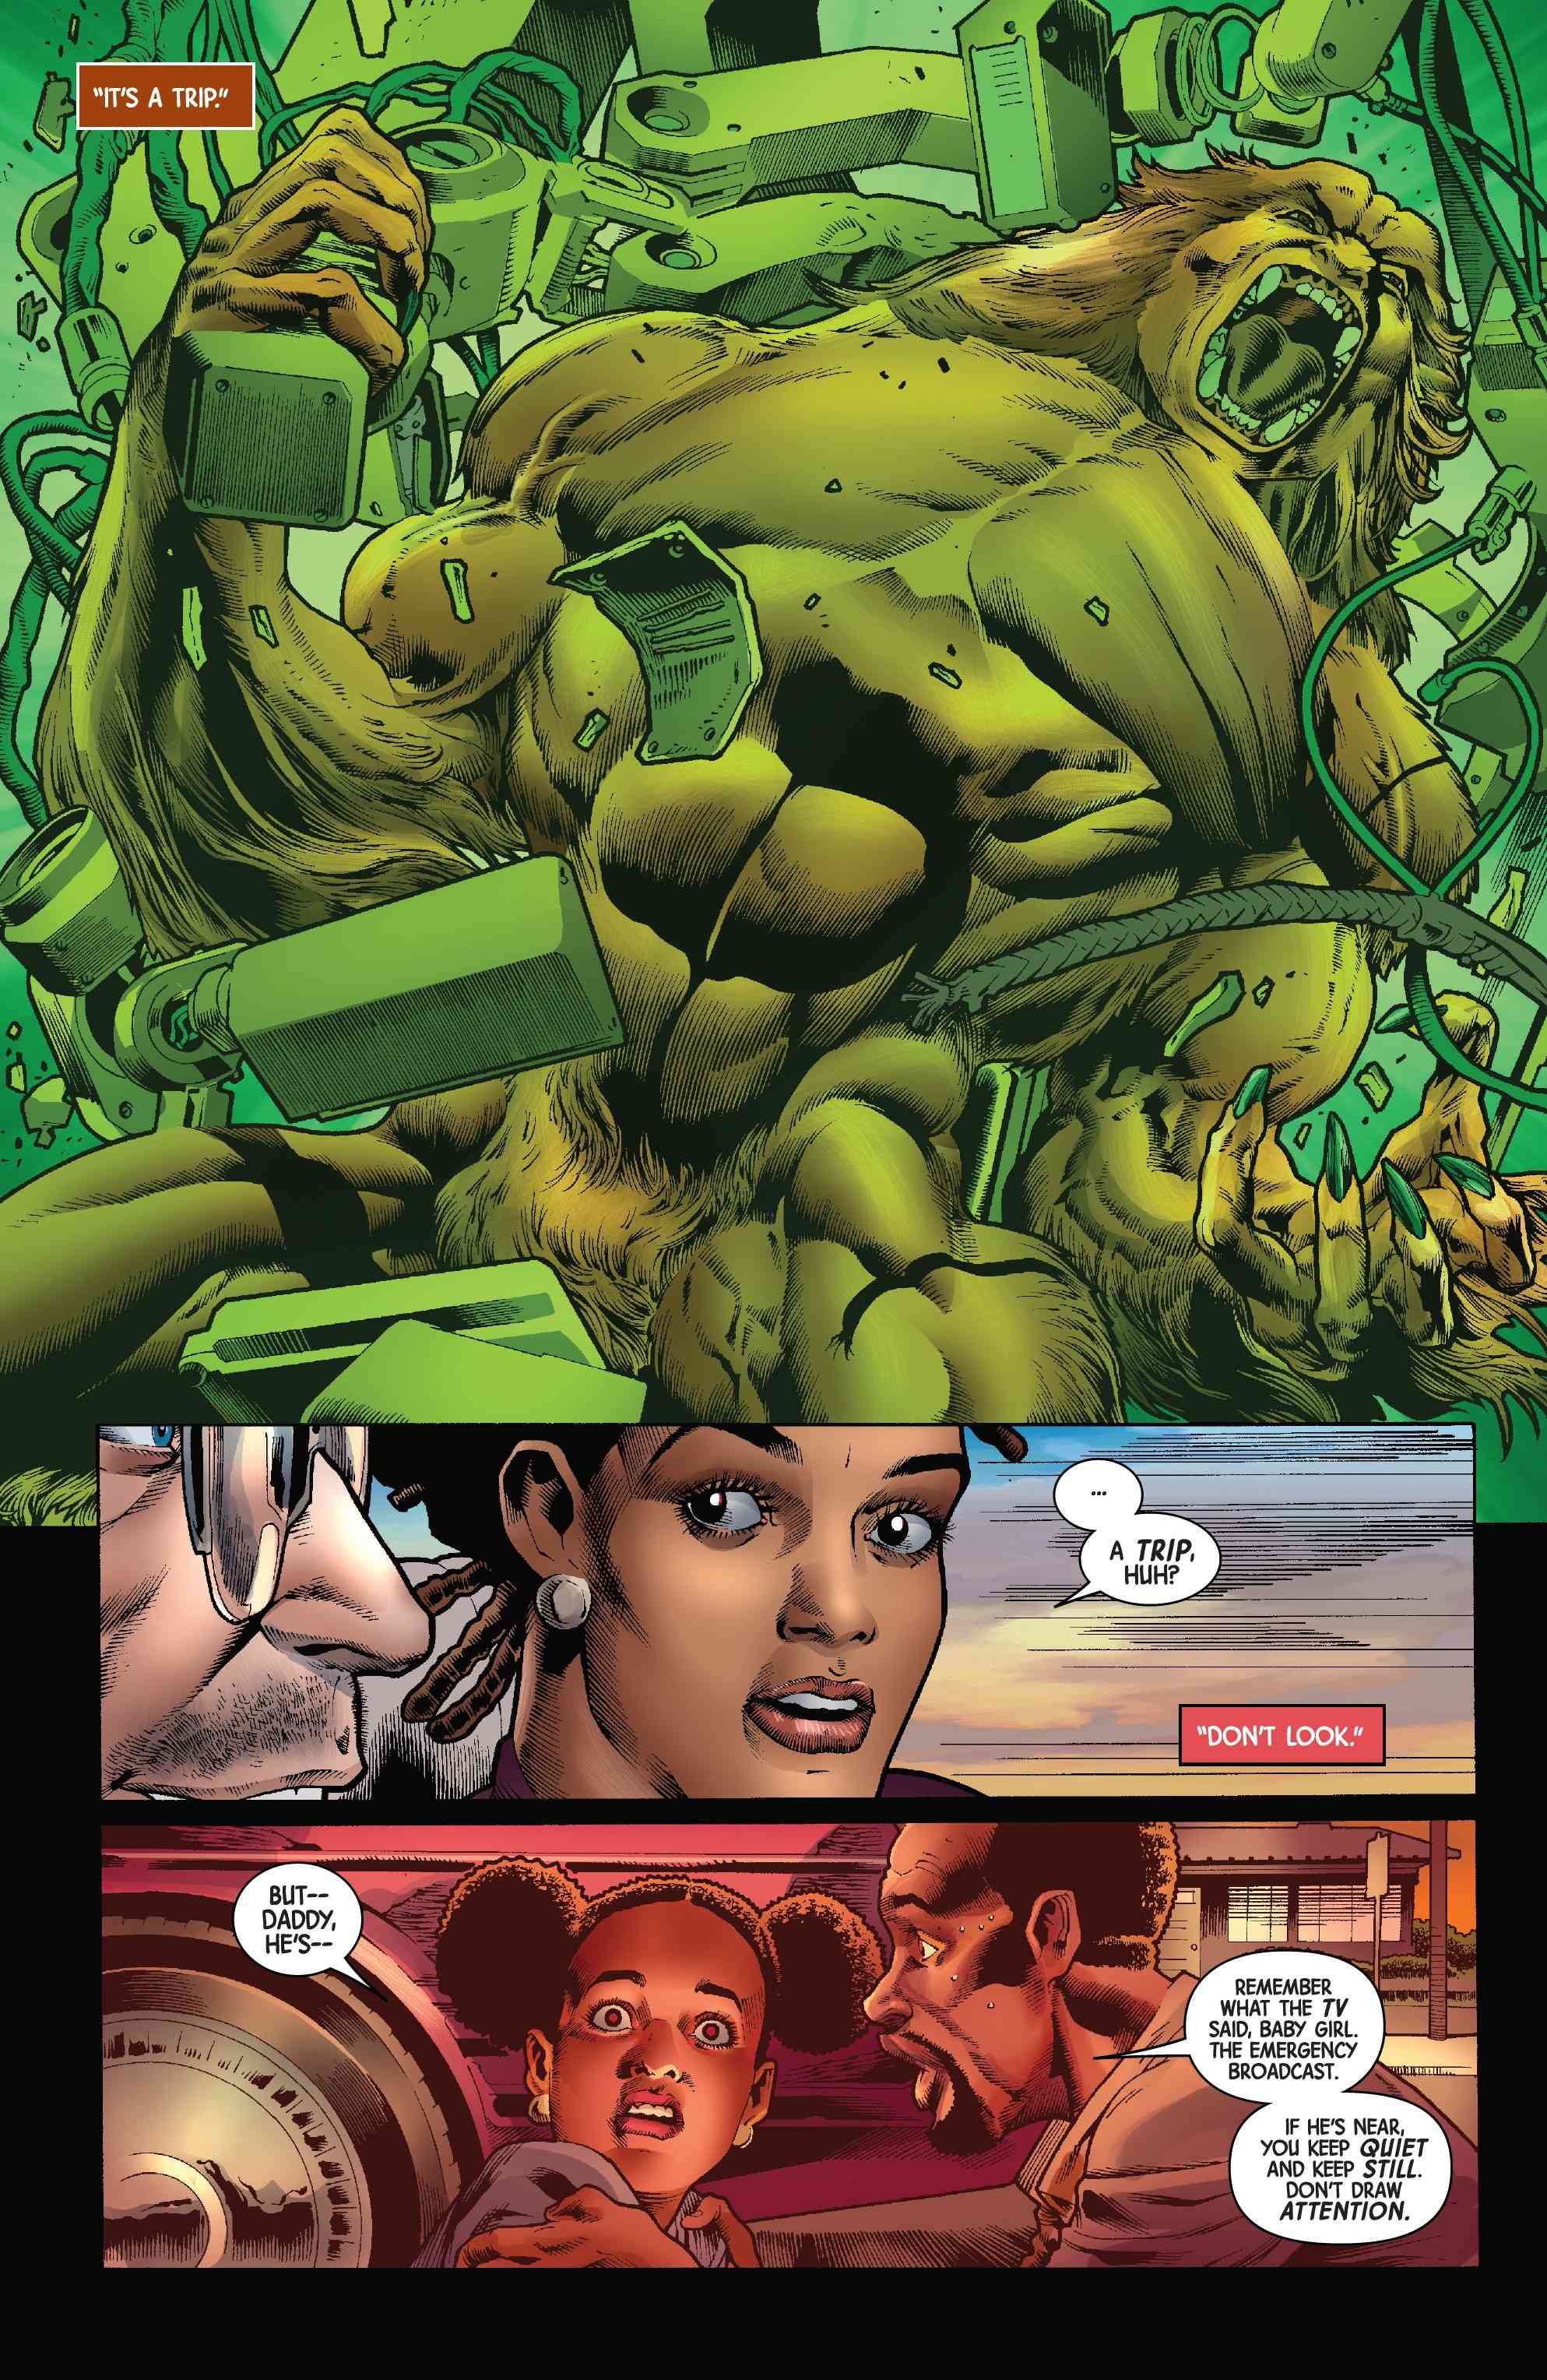 "IT'S A TRIP."
...
A TRIP,
HUH?
"DON'T LOOK."
BUT--
DADDY,
HE'S--
REMEMBER
WHAT THE TV
SAID, BABY GIRL.
THE EMERGENCY
BROADCAST.
IF HE'S NEAR,
YOU KEEP QUIET
AND KEEP STILL.
DON'T DRAW
ATTENTION.